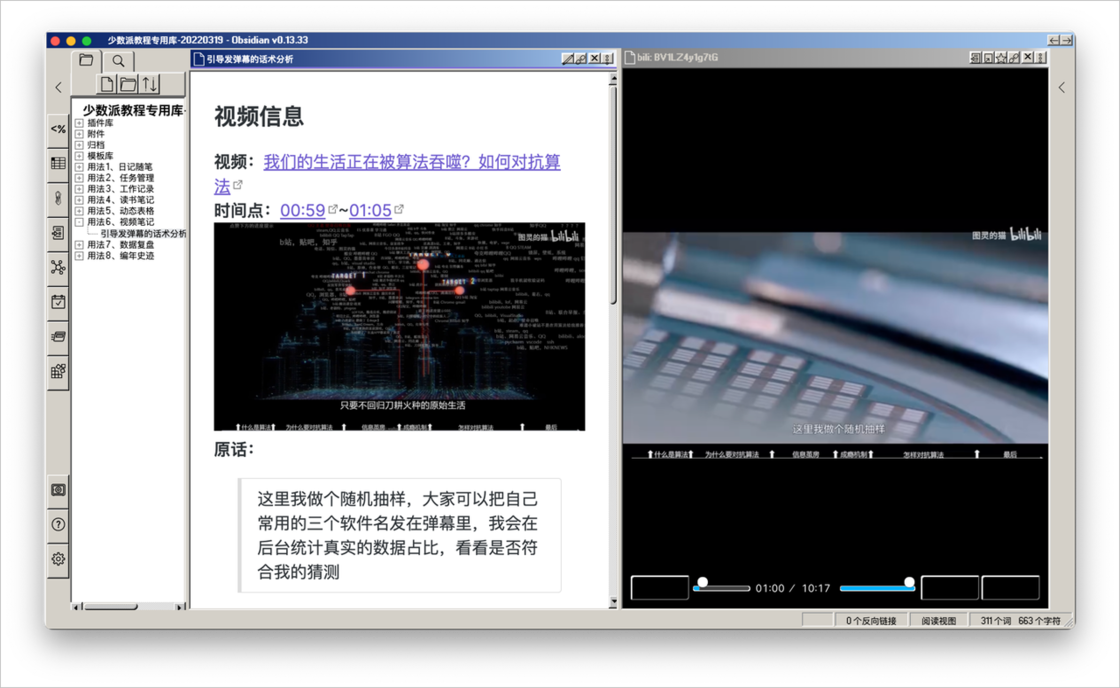 少数派教程专用库-20220319 - Obsidian v0.13.33
引导发弹幕的话术分析
bili: BV1LZ4y1g7tG
少数派教程专用库-
插件库
附件
归档
模板库
用法1、日记随笔
用法2、任务管理
用法3、工作记录
用法4、读书笔记
用法5、动态表格
用法6、视频笔记
引导发弹幕的话术分析
用法7、数据复盘
用法8、编年史迹
<%
视频信息
视频：我们的生活正在被算法吞噬？如何对抗算
法
时间点：00:59~01:05
b站，贴吧，知乎
图灵的猫 bilibili
TARGET 1
TARGET 2
只要不回归刀耕火种的原始生活
什么是算法 为什么要对抗算法 信息茧房 成瘾机制 怎样对抗算法 最后
原话：
这里我做个随机抽样，大家可以把自己
常用的三个软件名发在弹幕里，我会在
后台统计真实的数据占比，看看是否符
合我的猜测
图灵的猫 bilibili
这里我做个随机抽样
什么是算法 为什么要对抗算法 信息茧房 成瘾机制 怎样对抗算法 最后
01:00 / 10:17
0 个反向链接 阅读视图 311 个词 663 个字符